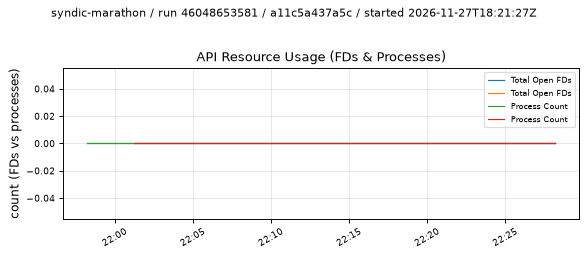 syndic-marathon / run 46048653581 / a11c5a437a5c / started 2026-11-27T18:21:27Z
API Resource Usage (FDs & Processes)
count (FDs vs processes)
0.04
0.02
0.00
−0.02
−0.04
Total Open FDs
Total Open FDs
Process Count
Process Count
22:00
22:05
22:10
22:15
22:20
22:25